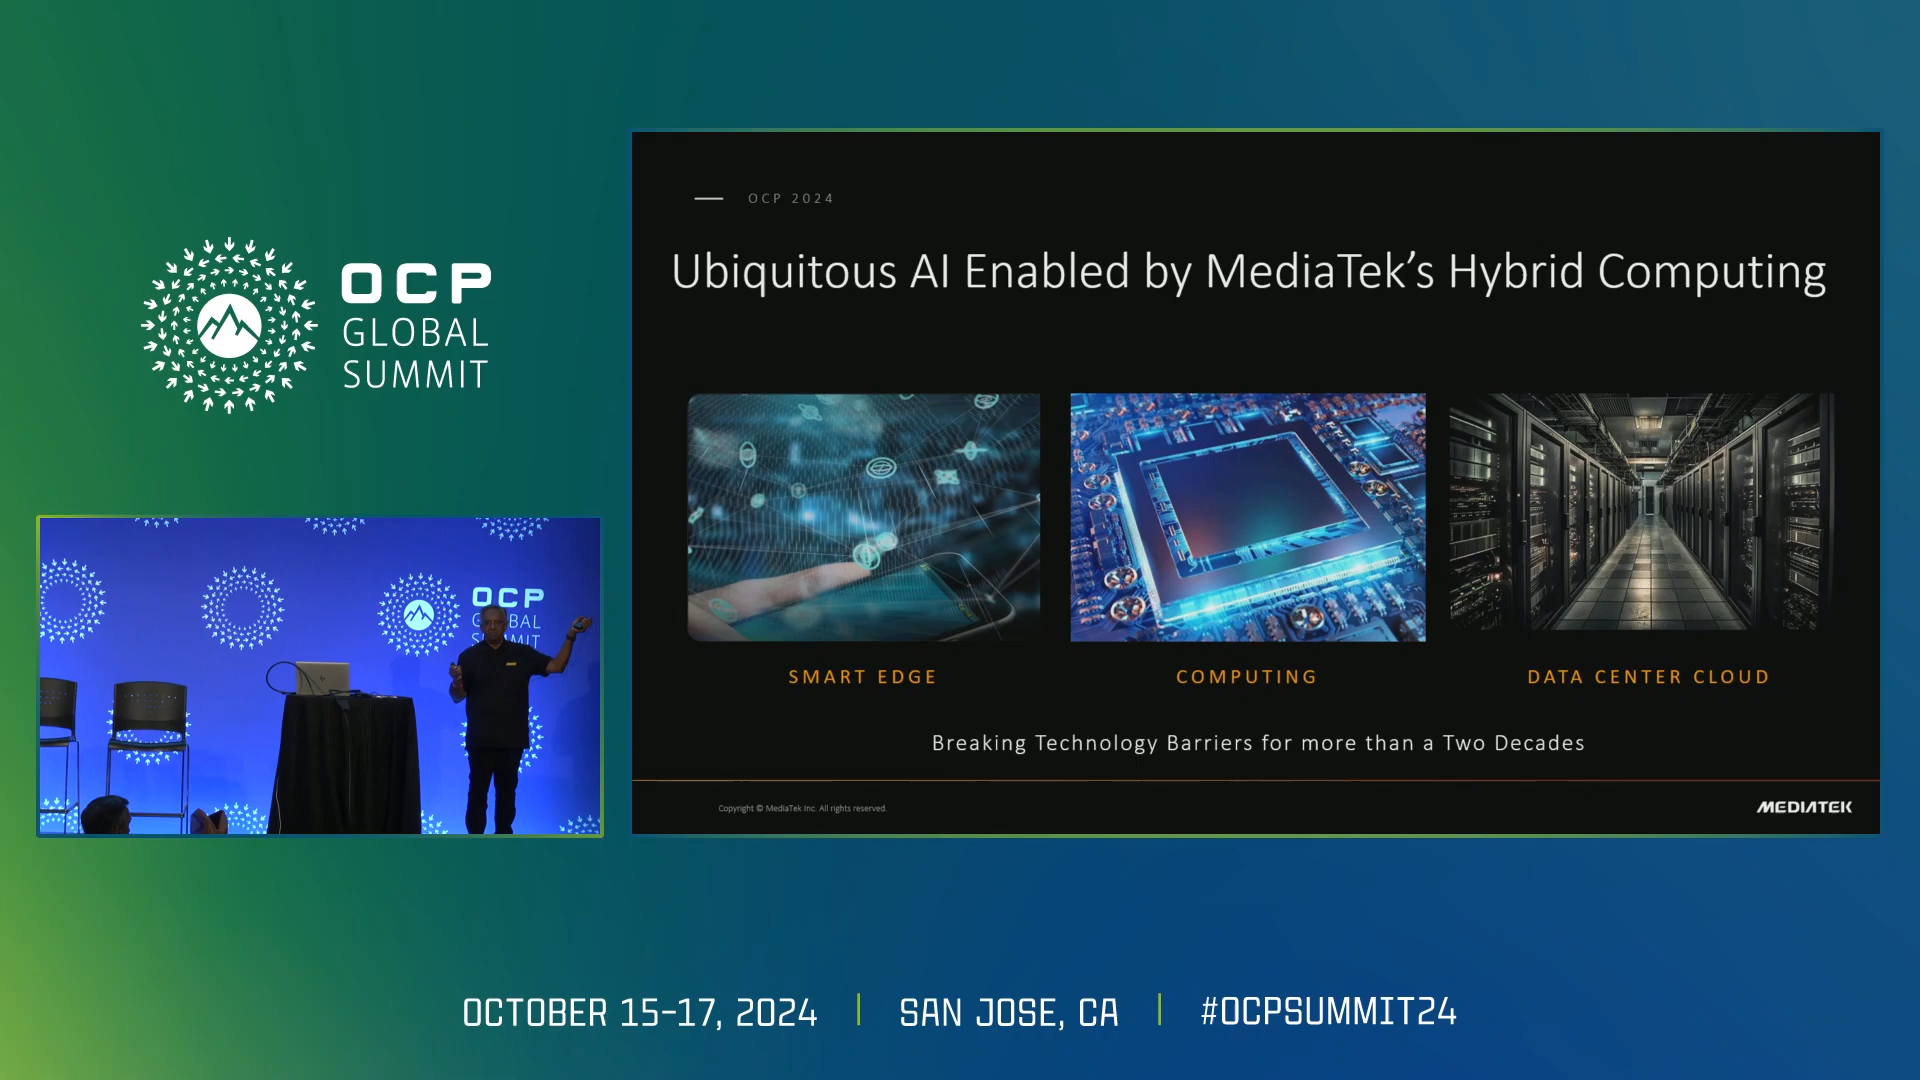 OCP
GLOBAL
SUMMIT
OCP
GLOBAL
SUMMIT
OCP 2024
Ubiquitous AI Enabled by MediaTek’s Hybrid Computing
SMART EDGE
COMPUTING
DATA CENTER CLOUD
Breaking Technology Barriers for more than a Two Decades
Copyright © MediaTek Inc. All rights reserved.
MEDIATEK
OCTOBER 15-17, 2024 | SAN JOSE, CA | #OCPSUMMIT24